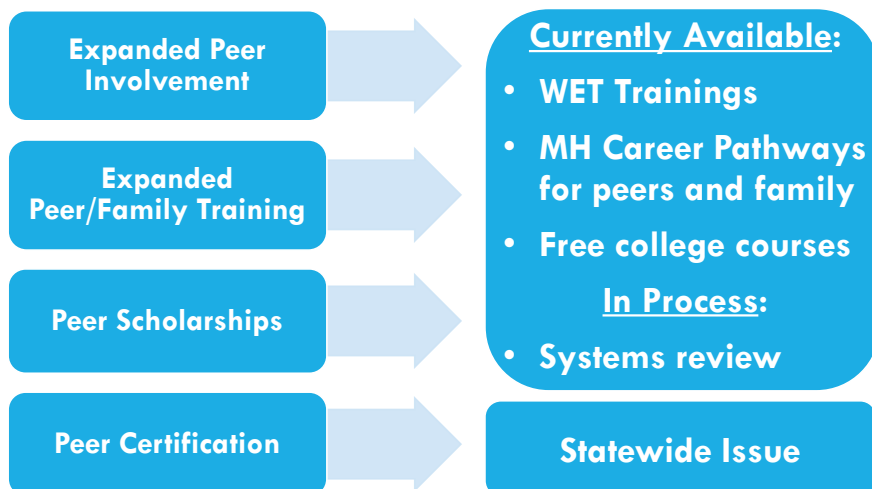 Expanded Peer
Involvement
Expanded
Peer/Family Training
Peer Scholarships
Peer Certification
Currently Available:
• WET Trainings
• MH Career Pathways
for peers and family
• Free college courses
In Process:
• Systems review
Statewide Issue